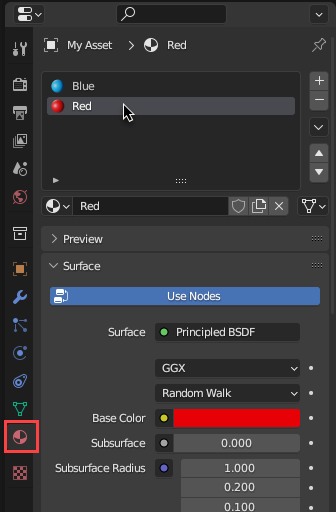 My Asset > Red
Blue
Red
Red
Preview
Surface
Use Nodes
Surface Principled BSDF
GGX
Random Walk
Base Color
Subsurface 0.000
Subsurface Radius 1.000
0.200
0.100